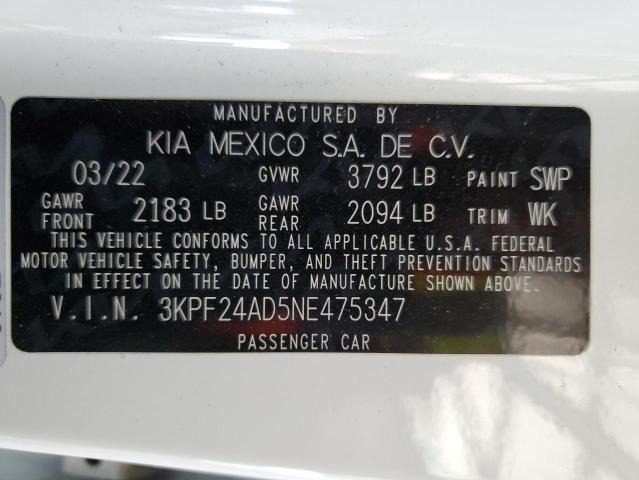 MANUFACTURED BY
KIA MEXICO S.A. DE C.V.
03/22 GVWR 3792 LB PAINT SWP
GAWR FRONT 2183 LB GAWR REAR 2094 LB TRIM WK
THIS VEHICLE CONFORMS TO ALL APPLICABLE U.S.A. FEDERAL
MOTOR VEHICLE SAFETY, BUMPER, AND THEFT PREVENTION STANDARDS
IN EFFECT ON THE DATE OF MANUFACTURE SHOWN ABOVE.
V.I.N. 3KPF24AD5NE475347
PASSENGER CAR